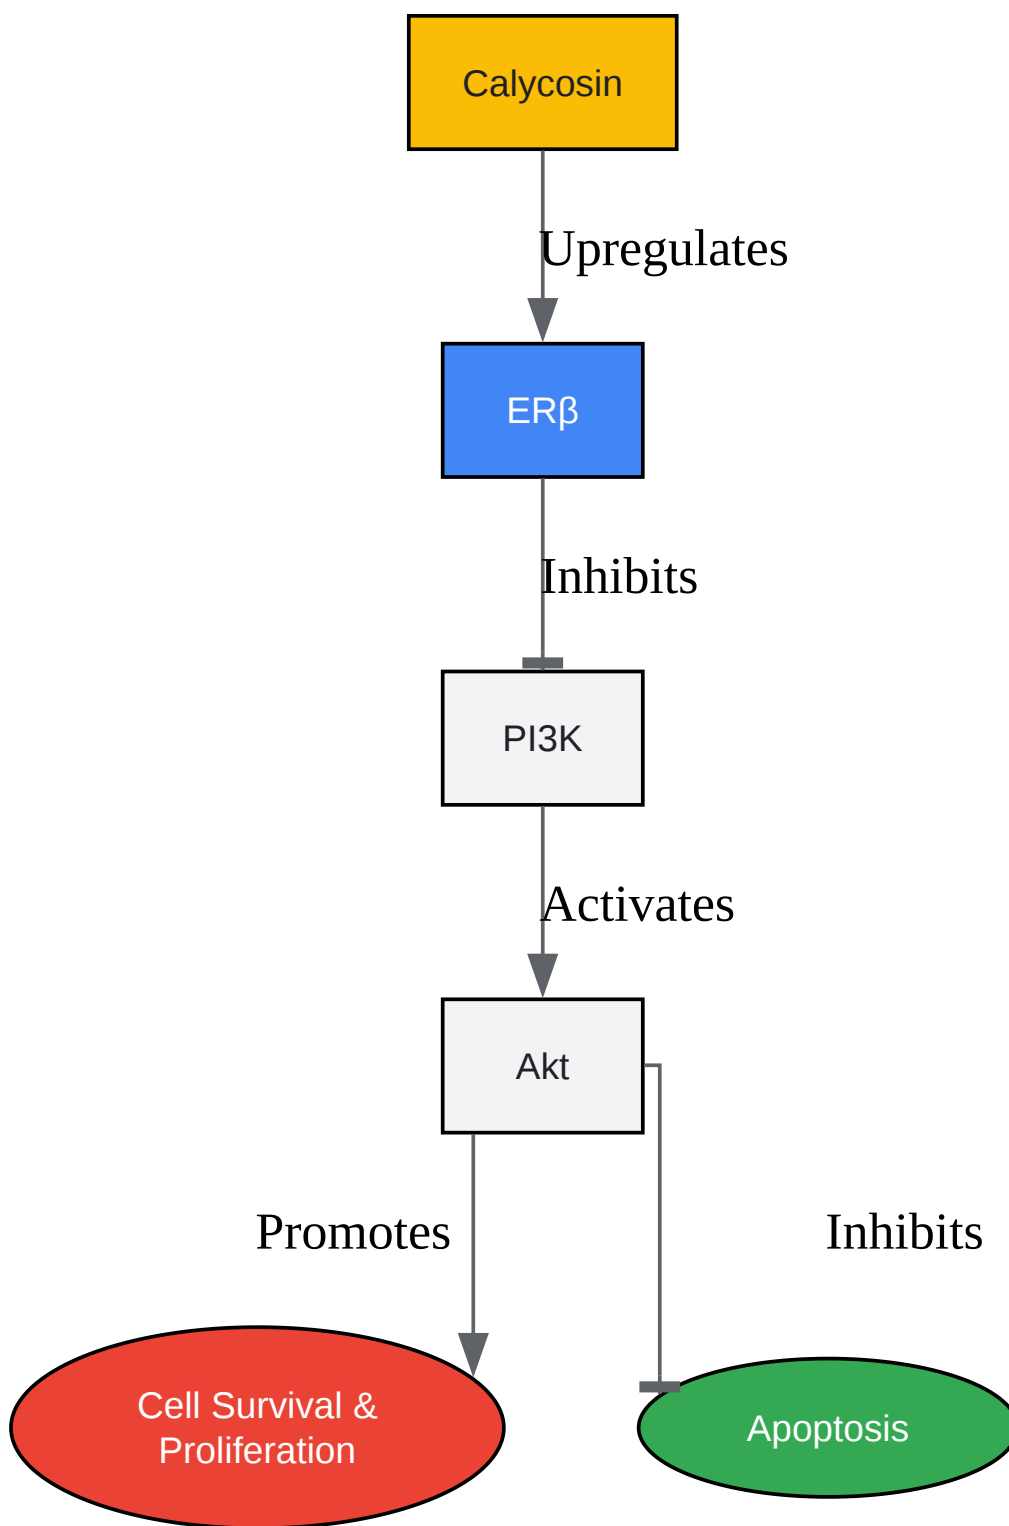 Calycosin
Upregulates
ERβ
Inhibits
PI3K
Activates
Akt
Promotes
Inhibits
Cell Survival &
Proliferation
Apoptosis